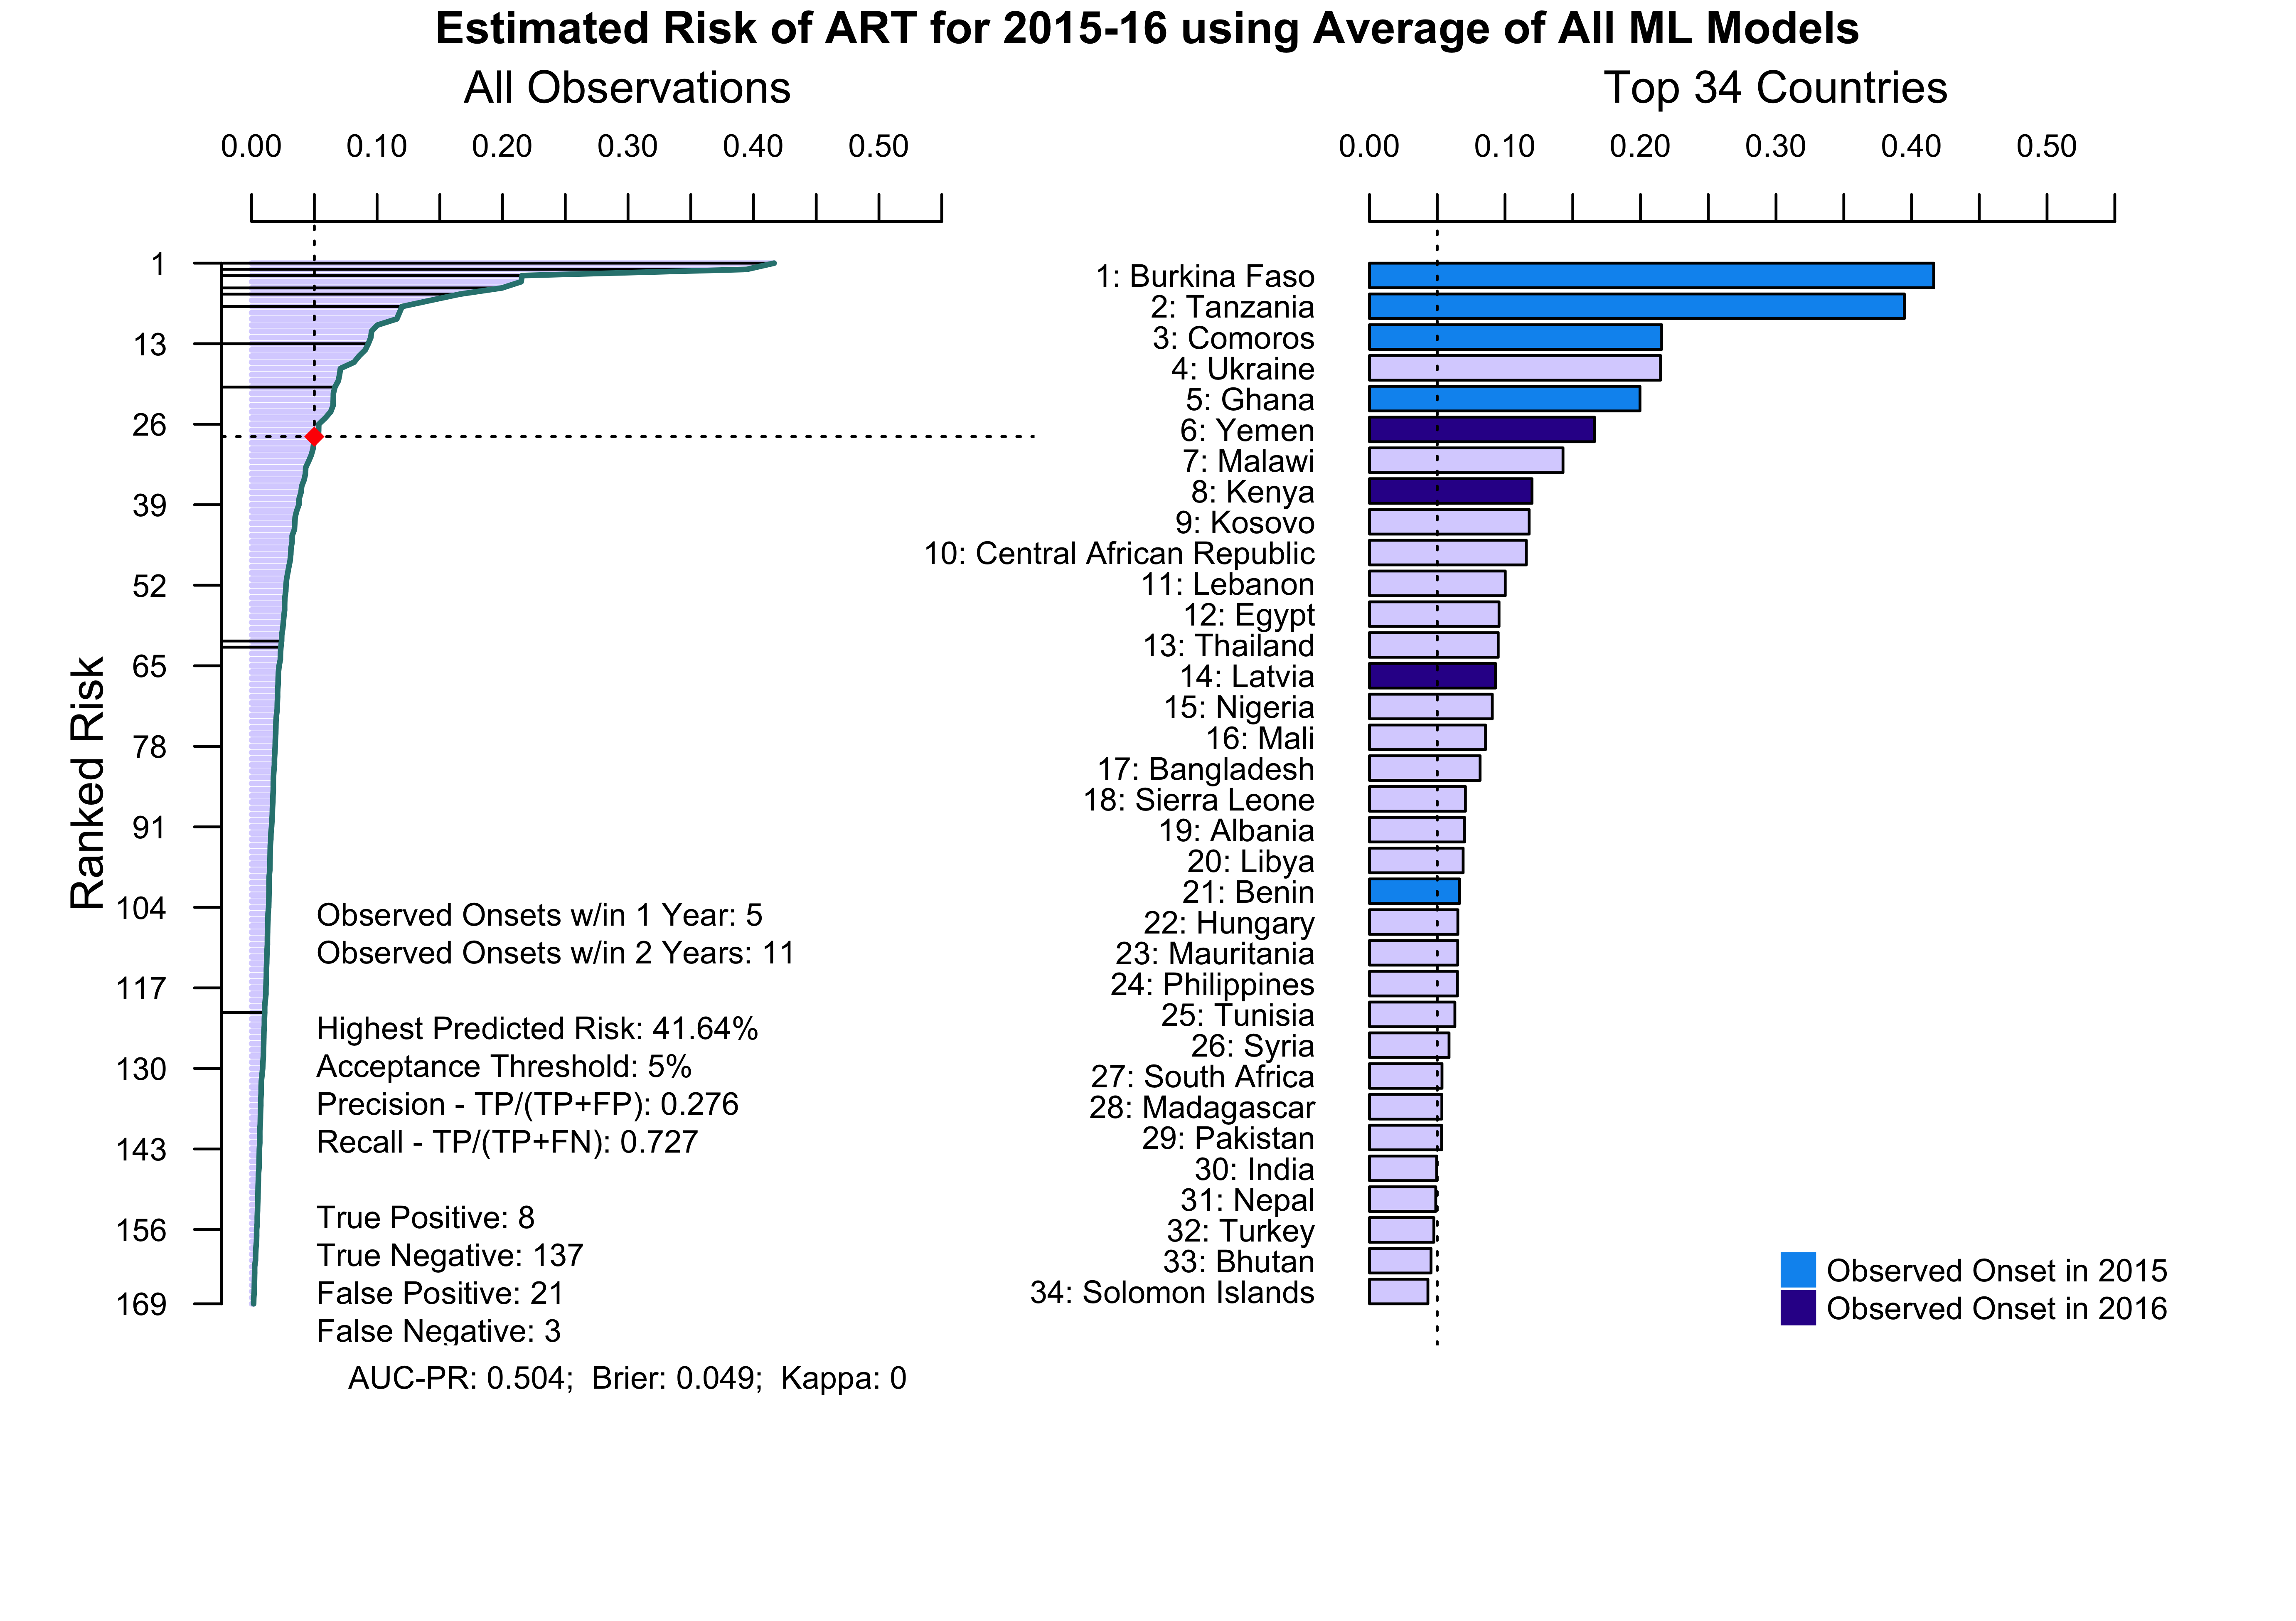 Estimated Risk of ART for 2015-16 using Average of All ML Models
All Observations
0.00 0.10 0.20 0.30 0.40 0.50
Ranked Risk
1
13
26
39
52
65
78
91
104
117
130
143
156
169
Observed Onsets w/in 1 Year: 5
Observed Onsets w/in 2 Years: 11
Highest Predicted Risk: 41.64%
Acceptance Threshold: 5%
Precision - TP/(TP+FP): 0.276
Recall - TP/(TP+FN): 0.727
True Positive: 8
True Negative: 137
False Positive: 21
False Negative: 3
AUC-PR: 0.504; Brier: 0.049; Kappa: 0
Top 34 Countries
0.00 0.10 0.20 0.30 0.40 0.50
1: Burkina Faso
2: Tanzania
3: Comoros
4: Ukraine
5: Ghana
6: Yemen
7: Malawi
8: Kenya
9: Kosovo
10: Central African Republic
11: Lebanon
12: Egypt
13: Thailand
14: Latvia
15: Nigeria
16: Mali
17: Bangladesh
18: Sierra Leone
19: Albania
20: Libya
21: Benin
22: Hungary
23: Mauritania
24: Philippines
25: Tunisia
26: Syria
27: South Africa
28: Madagascar
29: Pakistan
30: India
31: Nepal
32: Turkey
33: Bhutan
34: Solomon Islands
Observed Onset in 2015
Observed Onset in 2016